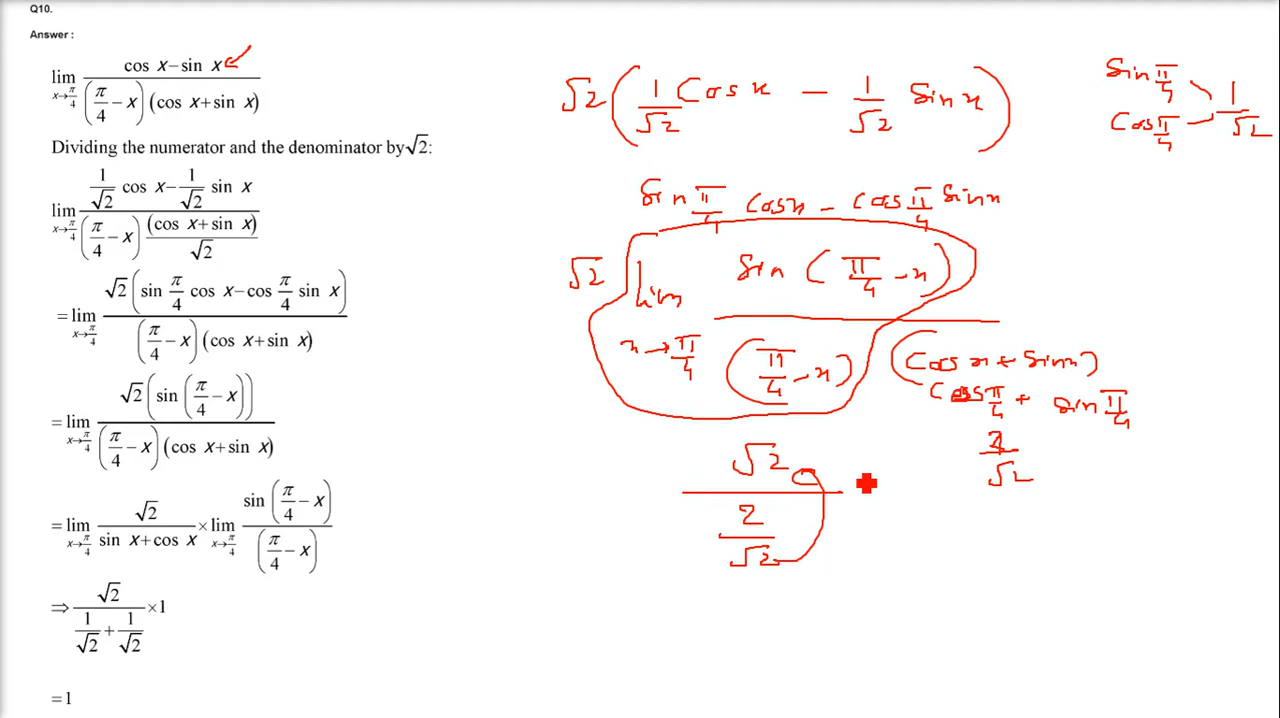 Q10.
Answer :
lim x→π/4 (cos x−sin x) / ((π/4−x)(cos x+sin x))
Dividing the numerator and the denominator by √2:
lim x→π/4 (1/√2 cos x−1/√2 sin x) / ((π/4−x) (cos x+sin x)/√2)
=lim x→π/4 √2(sin π/4 cos x−cos π/4 sin x) / ((π/4−x)(cos x+sin x))
=lim x→π/4 √2(sin(π/4−x)) / ((π/4−x)(cos x+sin x))
=lim x→π/4 √2/(sin x+cos x) × lim x→π/4 sin(π/4−x)/(π/4−x)
⇒ √2/(1/√2+1/√2) ×1
=1
√2 (1/√2 Cos x − 1/√2 Sin x)
Sin π/4
Cos π/4
1/√2
Sin π/4 Cos x − Cos π/4 Sin x
√2 lim x→π/4 Sin (π/4 − x) / (π/4 − x) (Cos x + Sin x)
Cos π/4 + Sin π/4
2/√2
√2 / (2/√2)